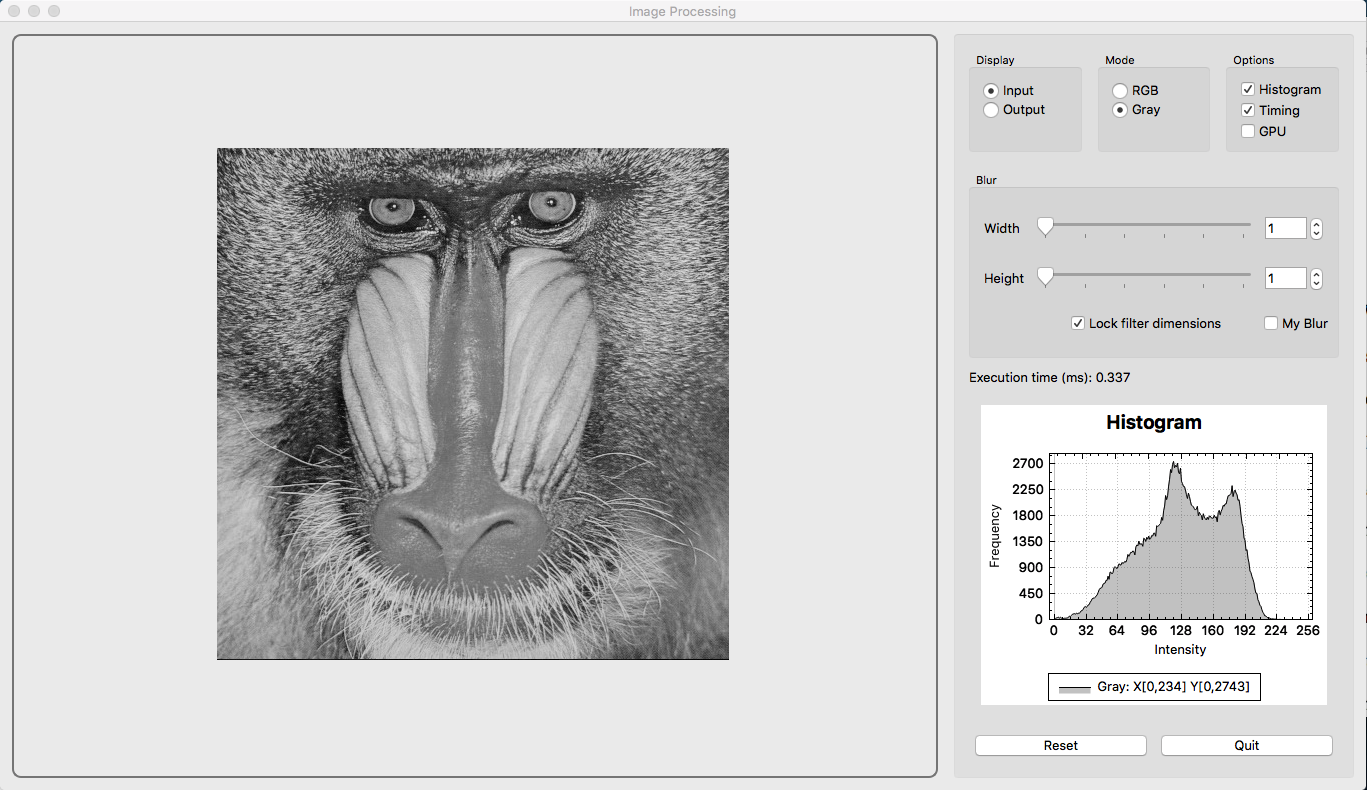 Image Processing
Display
Mode
Options
Input
Output
RGB
Gray
Histogram
Timing
GPU
Blur
Width
1
Height
1
Lock filter dimensions
My Blur
Execution time (ms): 0.337
Histogram
2700
2250
1800
1350
900
450
0
Frequency
0 32 64 96 128 160 192 224 256
Intensity
Gray: X[0,234] Y[0,2743]
Reset
Quit